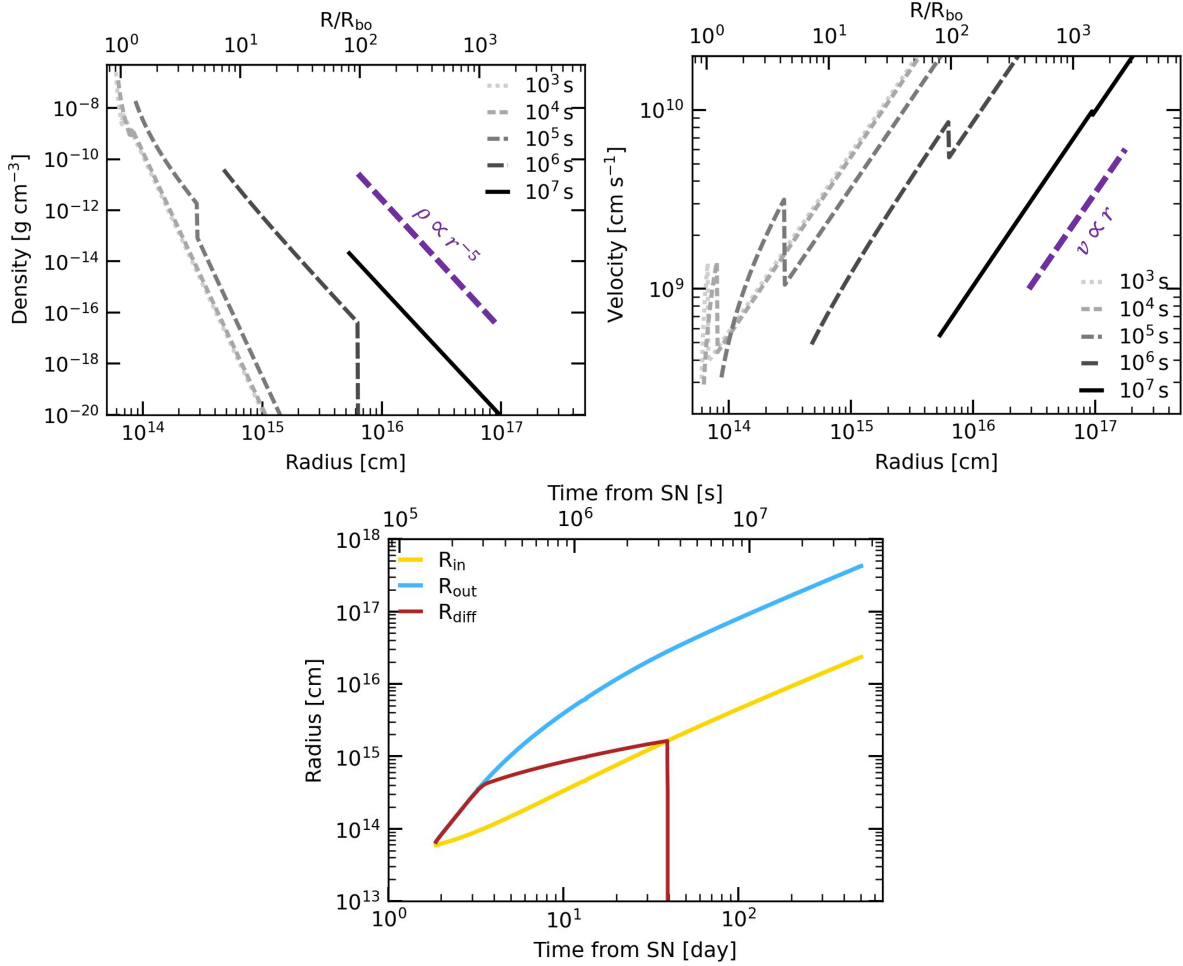 R/R_bo
10^0 10^1 10^2 10^3
Density [g cm^−3]
10^−8
10^−10
10^−12
10^−14
10^−16
10^−18
10^−20
10^3 s
10^4 s
10^5 s
10^6 s
10^7 s
ρ ∝ r^−5
10^14 10^15 10^16 10^17
Radius [cm]
R/R_bo
10^0 10^1 10^2 10^3
Velocity [cm s^−1]
10^10
10^9
v ∝ r
10^3 s
10^4 s
10^5 s
10^6 s
10^7 s
10^14 10^15 10^16 10^17
Radius [cm]
Time from SN [s]
10^5 10^6 10^7
Radius [cm]
10^18
10^17
10^16
10^15
10^14
10^13
R_in
R_out
R_diff
10^0 10^1 10^2
Time from SN [day]